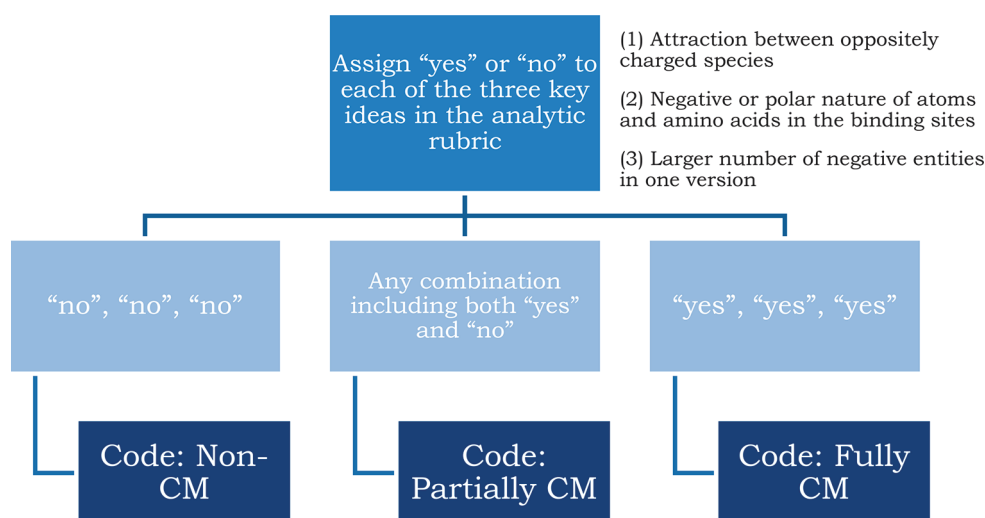 Assign “yes” or “no” to
each of the three key
ideas in the analytic
rubric
(1) Attraction between oppositely
charged species
(2) Negative or polar nature of atoms
and amino acids in the binding sites
(3) Larger number of negative entities
in one version
“no”, “no”, “no”
Any combination
including both “yes”
and “no”
“yes”, “yes”, “yes”
Code: Non-
CM
Code:
Partially CM
Code: Fully
CM